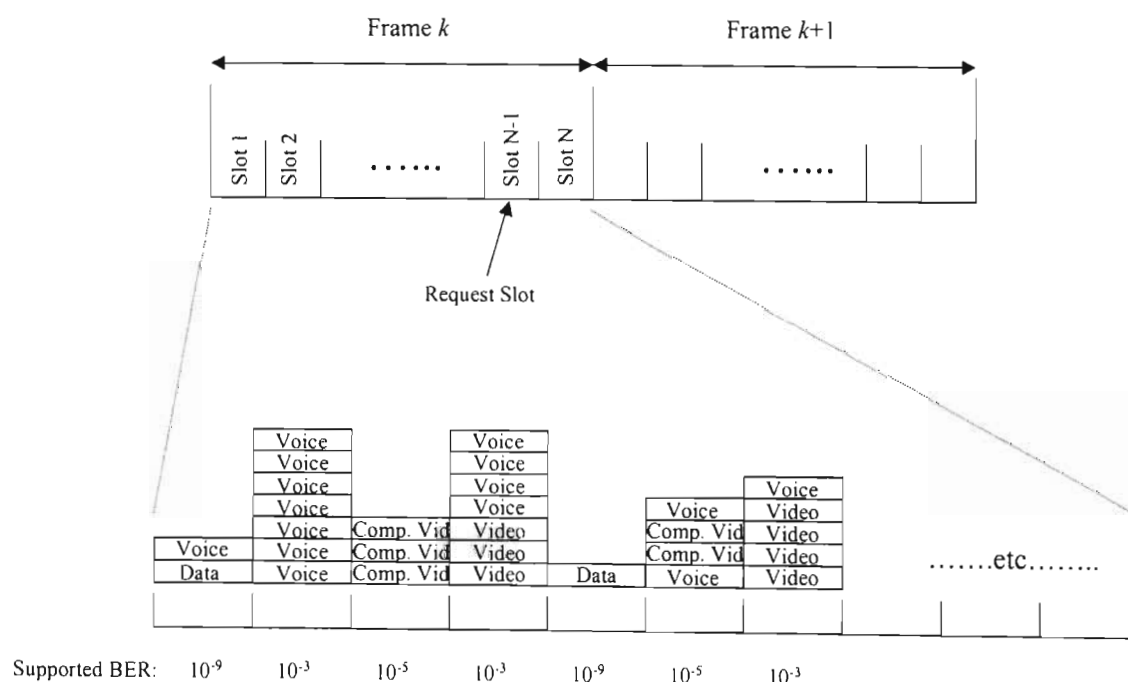 Frame k
Frame k+1
Slot 1
Slot 2
......
Slot N-1
Slot N
......
Request Slot
Voice
Data
Voice
Voice
Voice
Voice
Voice
Voice
Voice
Comp. Vid
Comp. Vid
Comp. Vid
Voice
Voice
Voice
Voice
Video
Video
Video
Data
Voice
Comp. Vid
Comp. Vid
Voice
Voice
Video
Video
Video
Video
.......etc........
Supported BER: 10⁻⁹ 10⁻³ 10⁻⁵ 10⁻³ 10⁻⁹ 10⁻⁵ 10⁻³